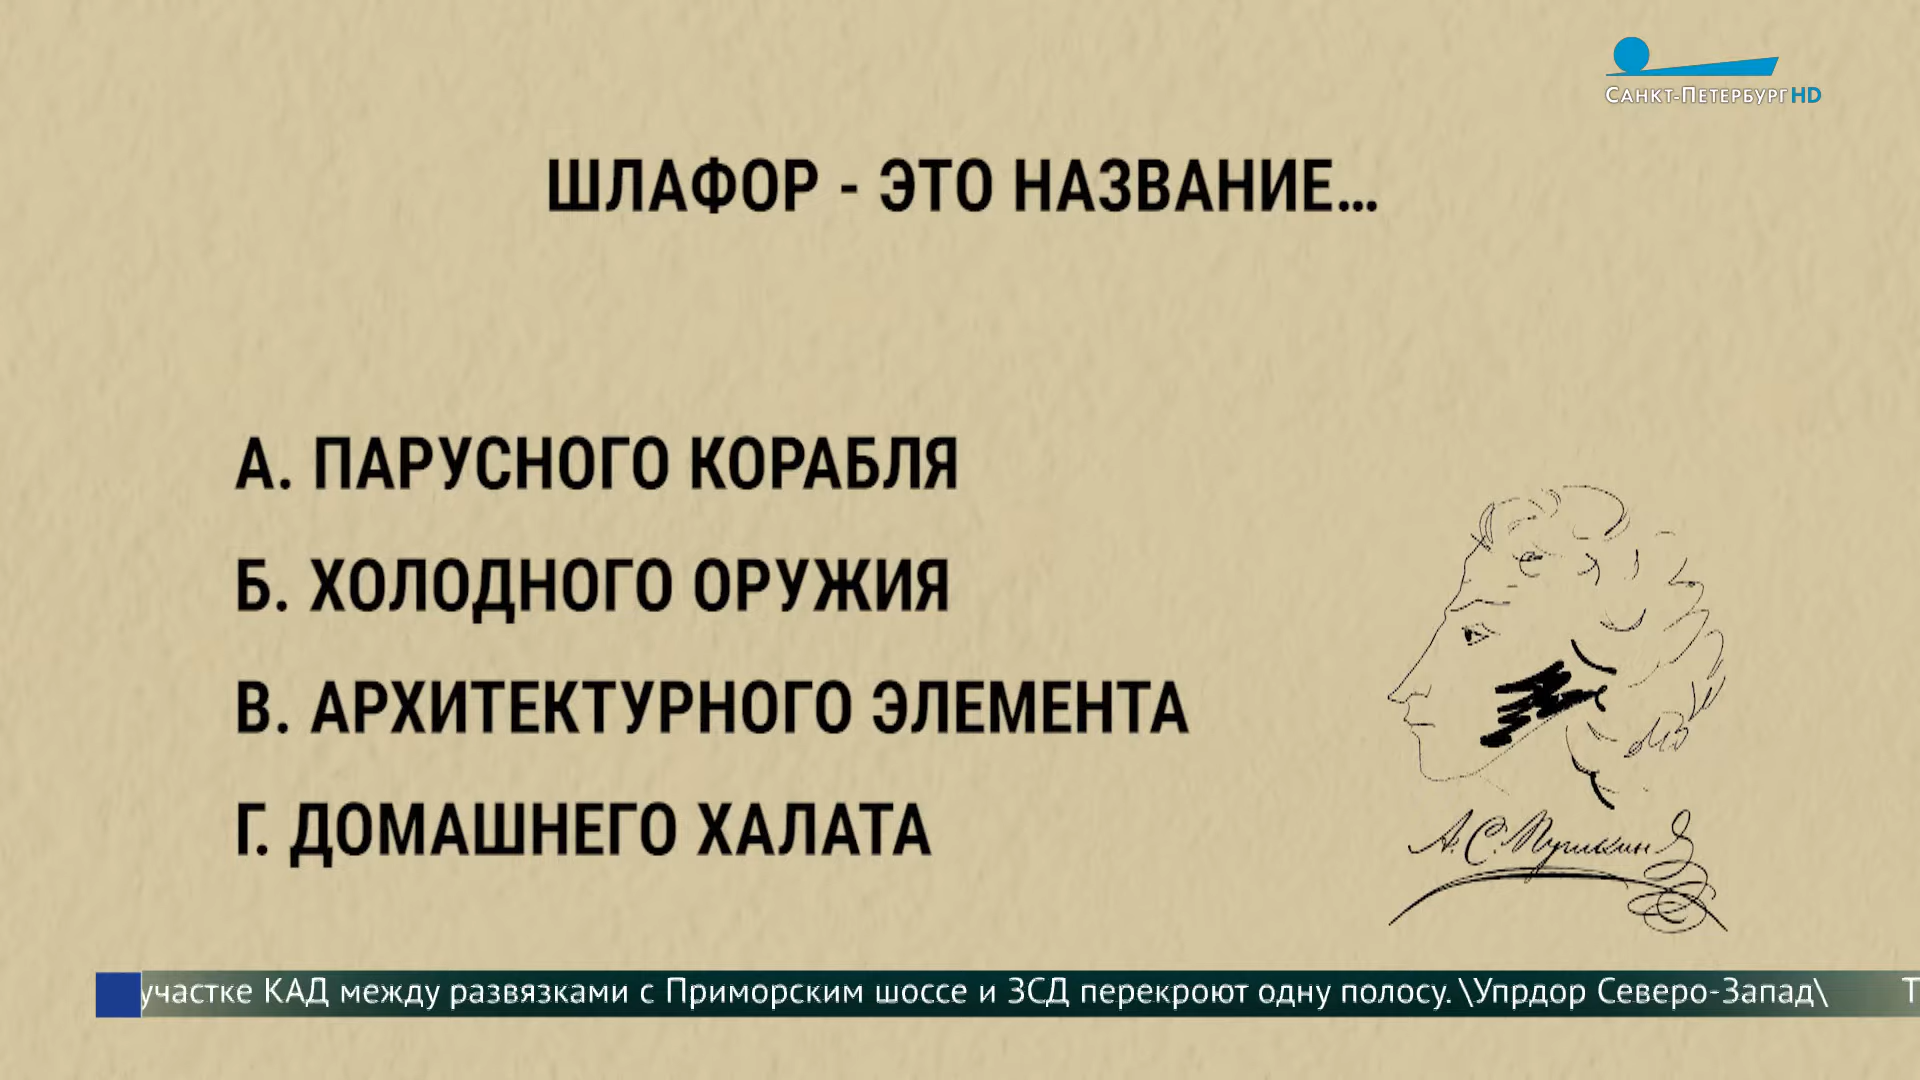 САНКТ-ПЕТЕРБУРГ HD
ШЛАФОР - ЭТО НАЗВАНИЕ...
А. ПАРУСНОГО КОРАБЛЯ
Б. ХОЛОДНОГО ОРУЖИЯ
В. АРХИТЕКТУРНОГО ЭЛЕМЕНТА
Г. ДОМАШНЕГО ХАЛАТА
А.С. Пушкин
участке КАД между развязками с Приморским шоссе и ЗСД перекроют одну полосу. \Упрдор Северо-Запад\